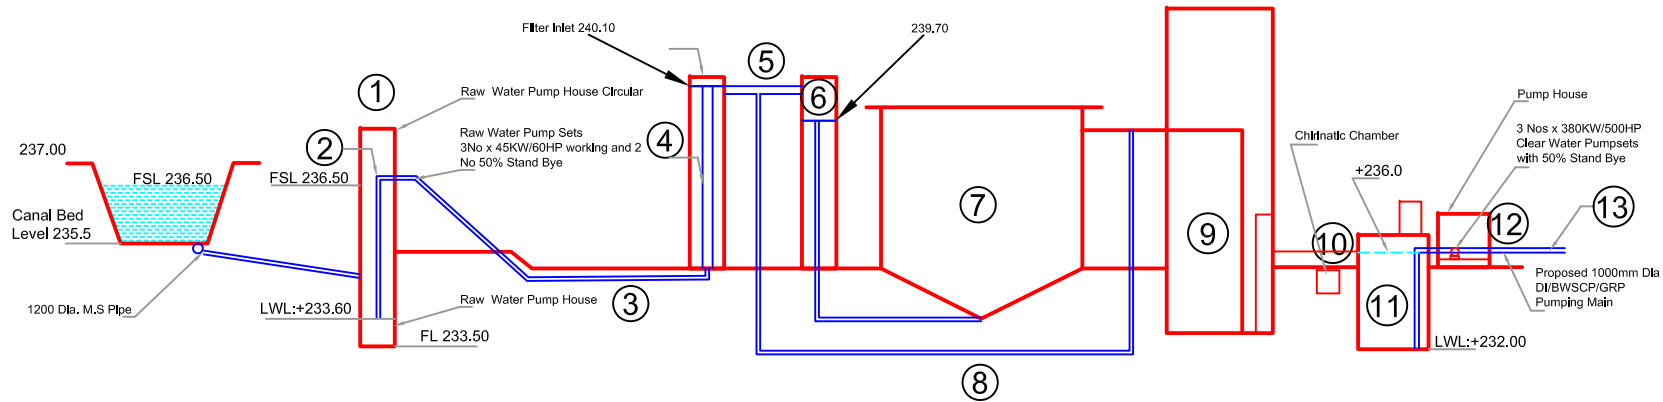 Filter Inlet 240.10
239.70
5
1
6
Raw Water Pump House Circular
Pump House
2
Raw Water Pump Sets
3No x 45KW/60HP working and 2
No 50% Stand Bye
4
Chlrinatic Chamber
3 Nos x 380KW/500HP
Clear Water Pumpsets
with 50% Stand Bye
237.00
FSL 236.50
FSL 236.50
+236.0
7
13
Canal Bed
Level 235.5
9
10
12
1200 Dia. M.S Pipe
LWL:+233.60
Raw Water Pump House
3
11
Proposed 1000mm Dia
DI/BWSCP/GRP
Pumping Main
FL 233.50
LWL:+232.00
8